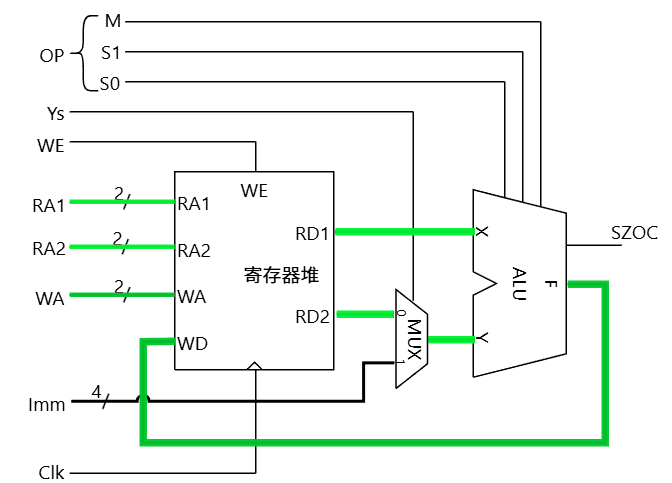 M
OP
S1
S0
Ys
WE
WE
RA1
2
RA1
RD1
X
SZOC
RA2
2
RA2
寄存器堆
ALU
F
WA
2
WA
RD2
0
MUX
Y
WD
1
Imm
4
Clk